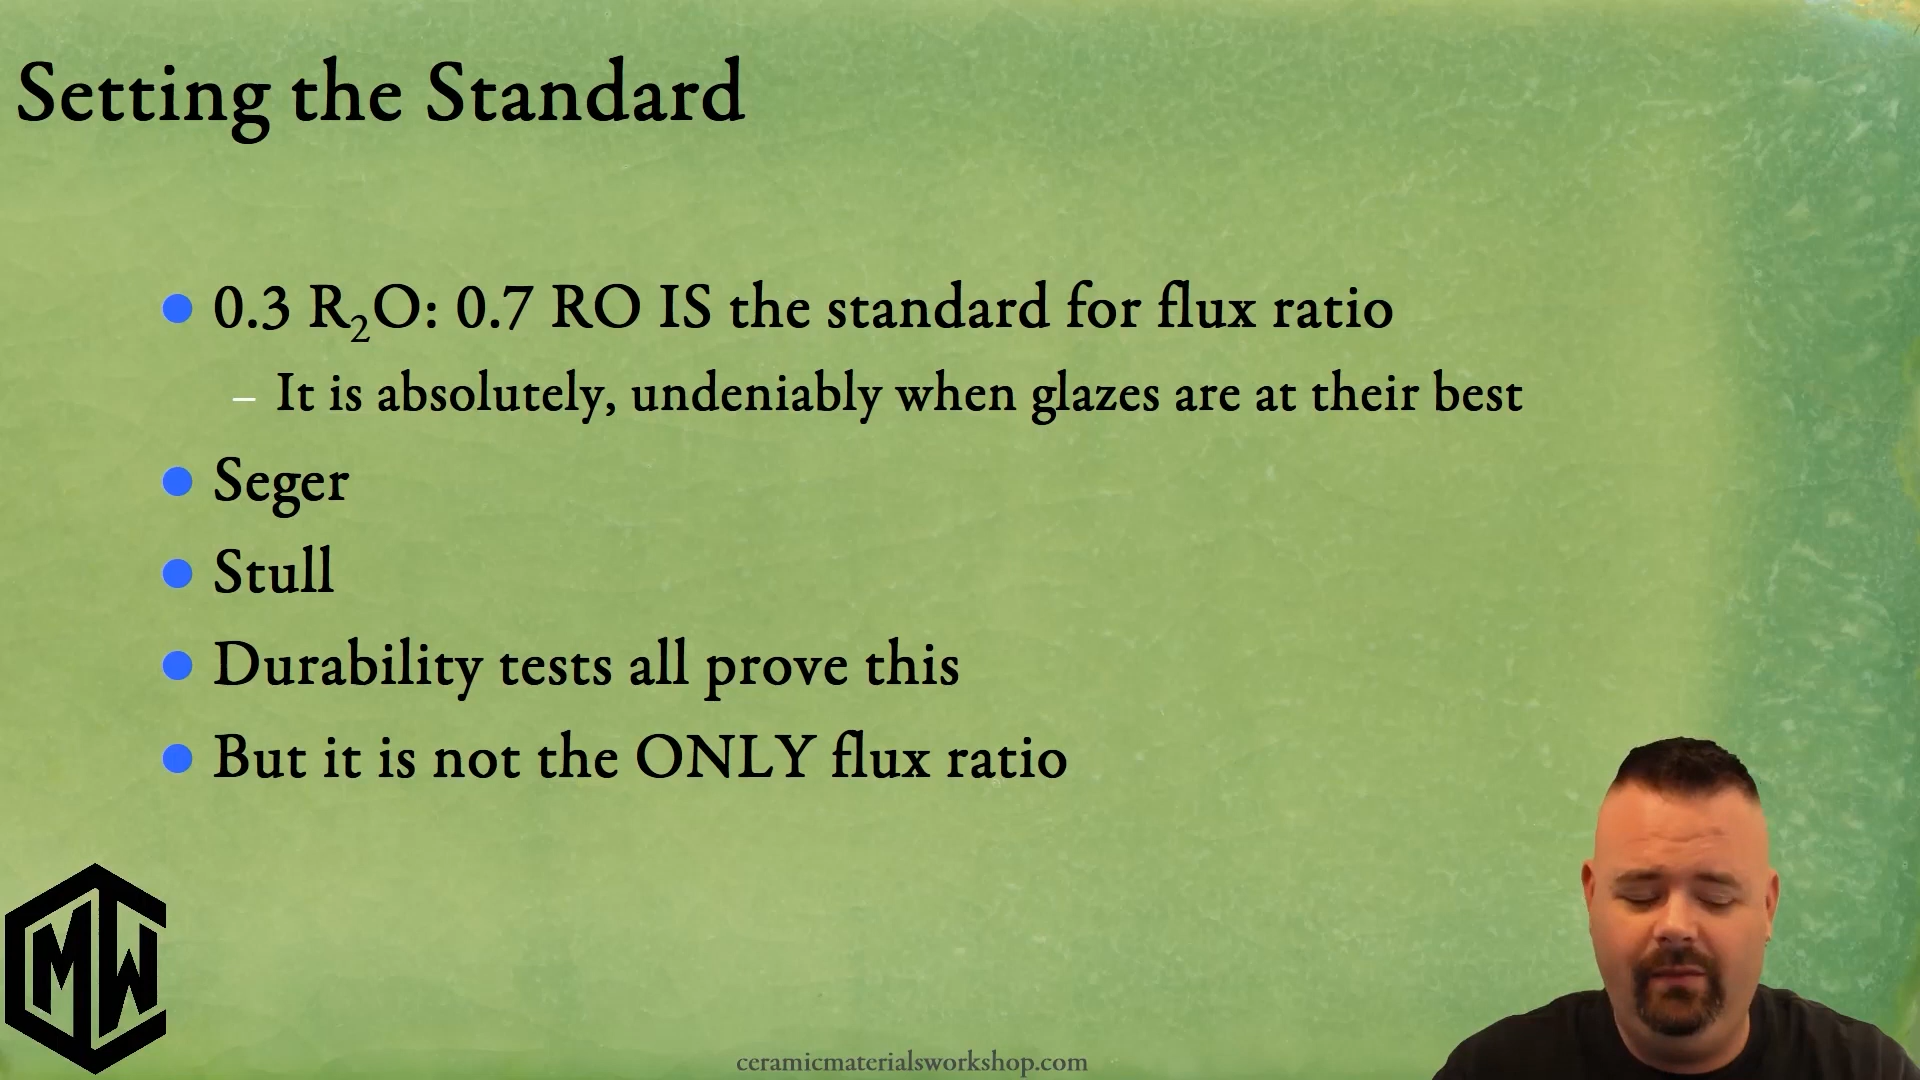 Setting the Standard
0.3 R₂O: 0.7 RO IS the standard for flux ratio
– It is absolutely, undeniably when glazes are at their best
Seger
Stull
Durability tests all prove this
But it is not the ONLY flux ratio
CMW
ceramicmaterialsworkshop.com